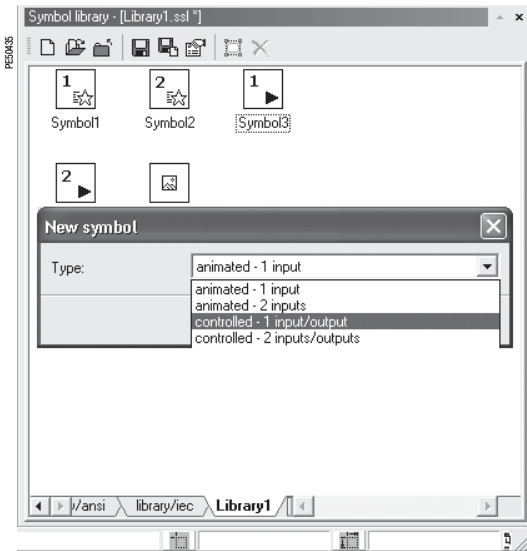 Symbol library - [Library1.ssl *]
PE50435
1 2 1
Symbol1 Symbol2 Symbol3
2
New symbol
Type: animated - 1 input
animated - 1 input
animated - 2 inputs
controlled - 1 input/output
controlled - 2 inputs/outputs
/ansi library/iec Library1